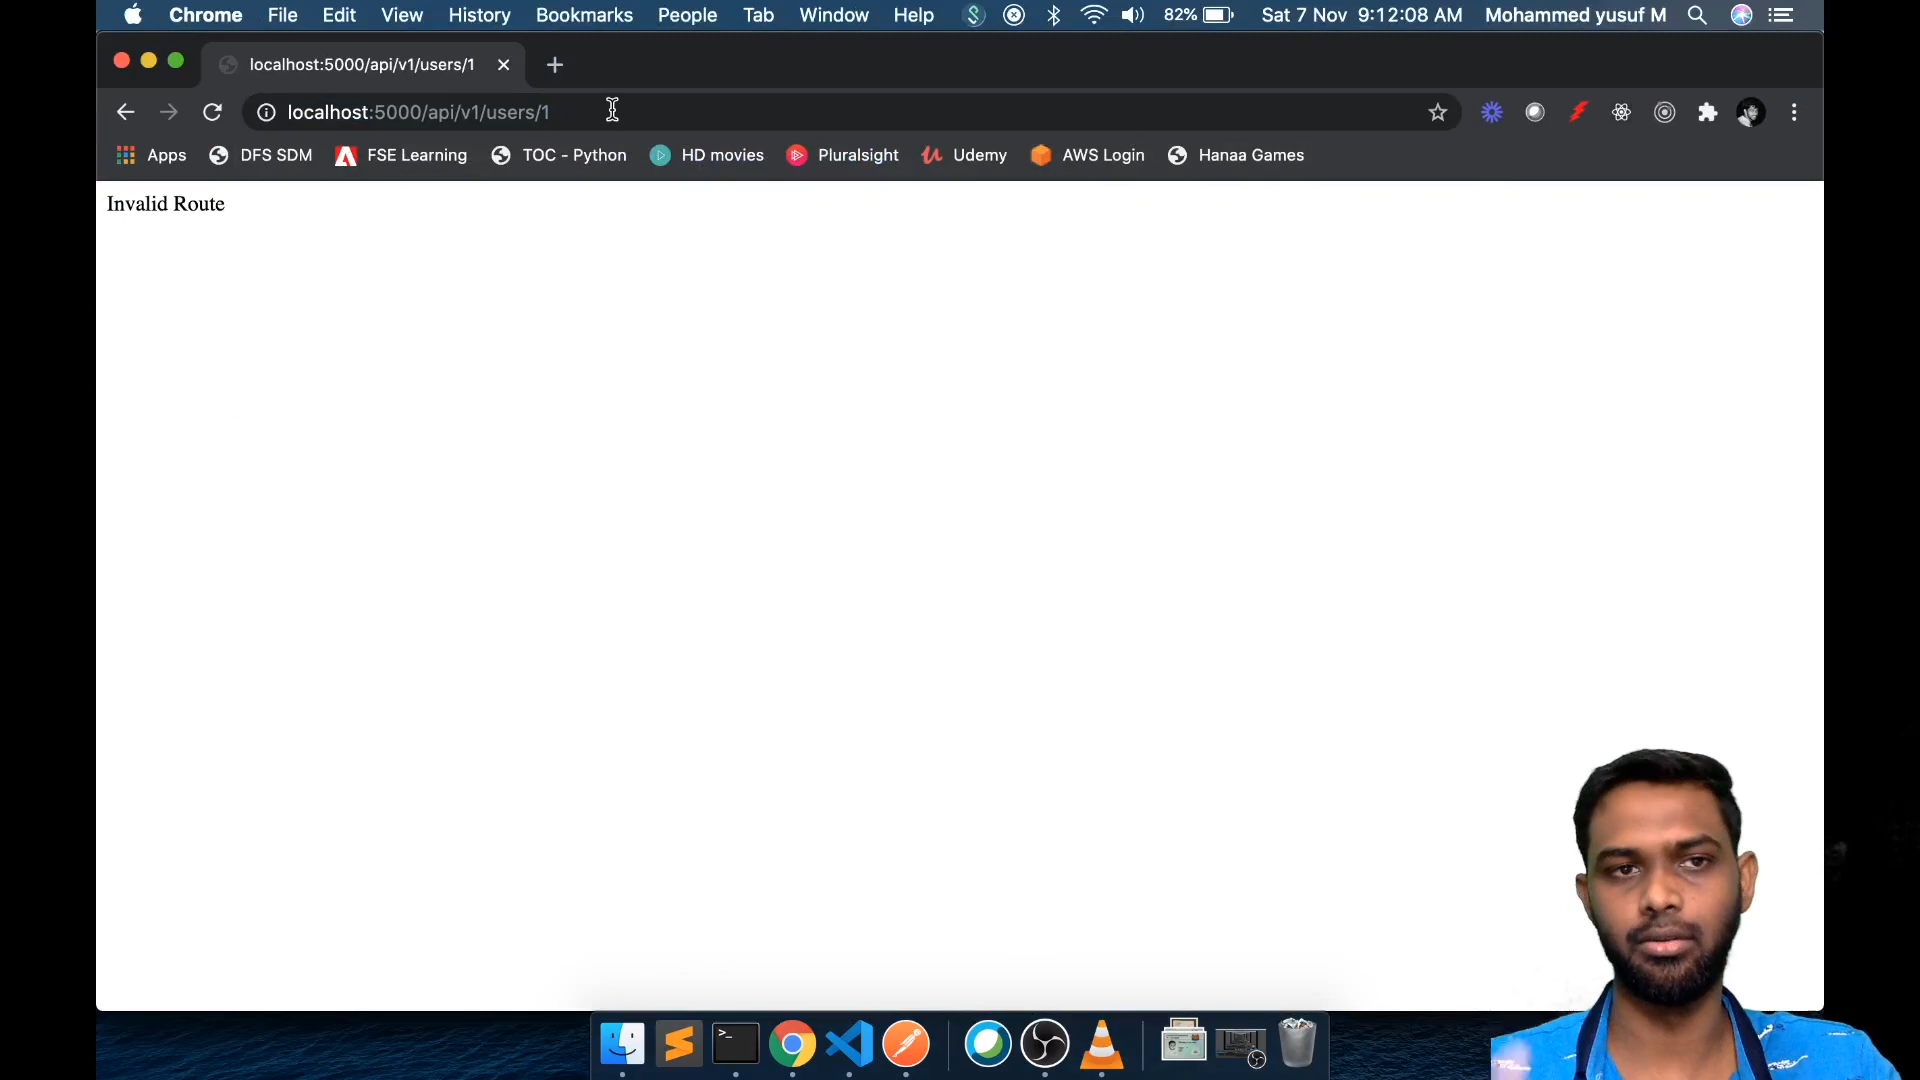 Chrome File Edit View History Bookmarks People Tab Window Help 82% Sat 7 Nov 9:12:08 AM Mohammed yusuf M
localhost:5000/api/v1/users/1
localhost:5000/api/v1/users/1
Apps DFS SDM FSE Learning TOC - Python HD movies Pluralsight Udemy AWS Login Hanaa Games
Invalid Route